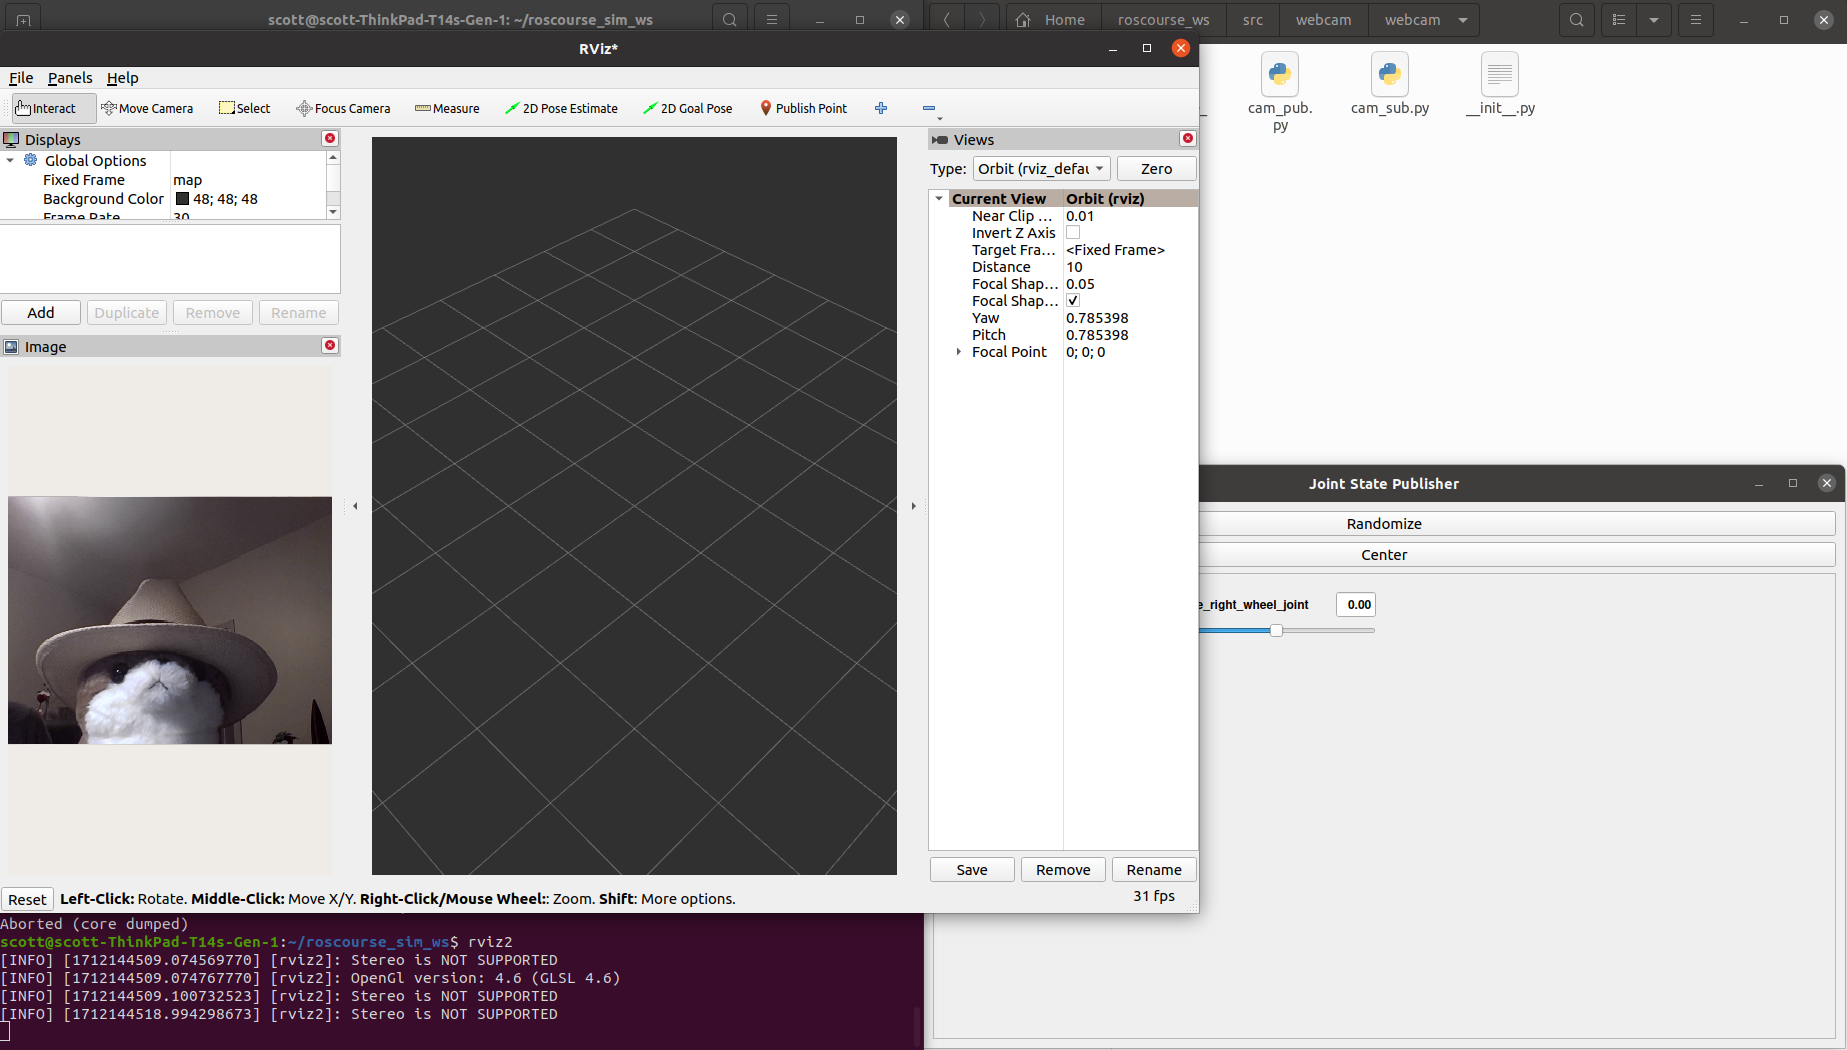 scott@scott-ThinkPad-T14s-Gen-1: ~/roscourse_sim_ws
Home roscourse_ws src webcam webcam
RViz*
File Panels Help
Interact Move Camera Select Focus Camera Measure 2D Pose Estimate 2D Goal Pose Publish Point
Displays
Global Options
Fixed Frame map
Background Color 48; 48; 48
Frame Rate 30
Add Duplicate Remove Rename
Image
Views
Type: Orbit (rviz_defau Zero
Current View Orbit (rviz)
Near Clip ... 0.01
Invert Z Axis
Target Fra... <Fixed Frame>
Distance 10
Focal Shap... 0.05
Focal Shap...
Yaw 0.785398
Pitch 0.785398
Focal Point 0; 0; 0
Save Remove Rename
Reset Left-Click: Rotate. Middle-Click: Move X/Y. Right-Click/Mouse Wheel:: Zoom. Shift: More options.
31 fps
cam_pub.
py
cam_sub.py
__init__.py
Joint State Publisher
Randomize
Center
e_right_wheel_joint 0.00
Aborted (core dumped)
scott@scott-ThinkPad-T14s-Gen-1:~/roscourse_sim_ws$ rviz2
[INFO] [1712144509.074569770] [rviz2]: Stereo is NOT SUPPORTED
[INFO] [1712144509.074767770] [rviz2]: OpenGl version: 4.6 (GLSL 4.6)
[INFO] [1712144509.100732523] [rviz2]: Stereo is NOT SUPPORTED
[INFO] [1712144518.994298673] [rviz2]: Stereo is NOT SUPPORTED